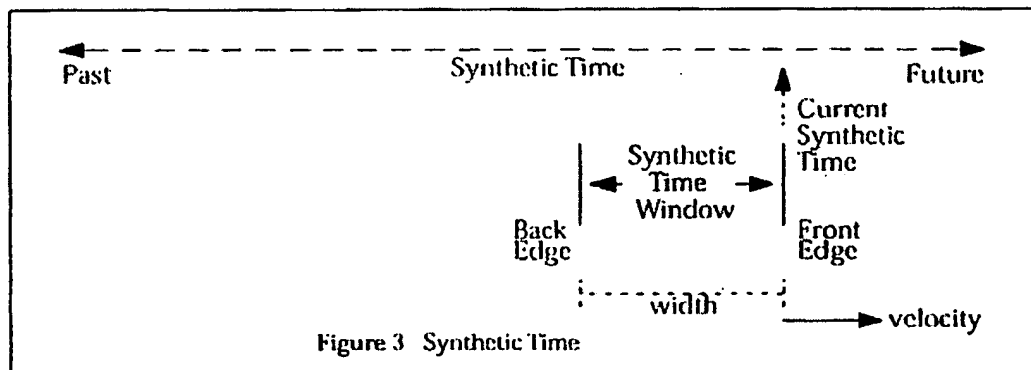 Past
Synthetic Time
Future
Current
Synthetic
Time
Synthetic
Time
Window
Back
Edge
Front
Edge
width
velocity
Figure 3 Synthetic Time